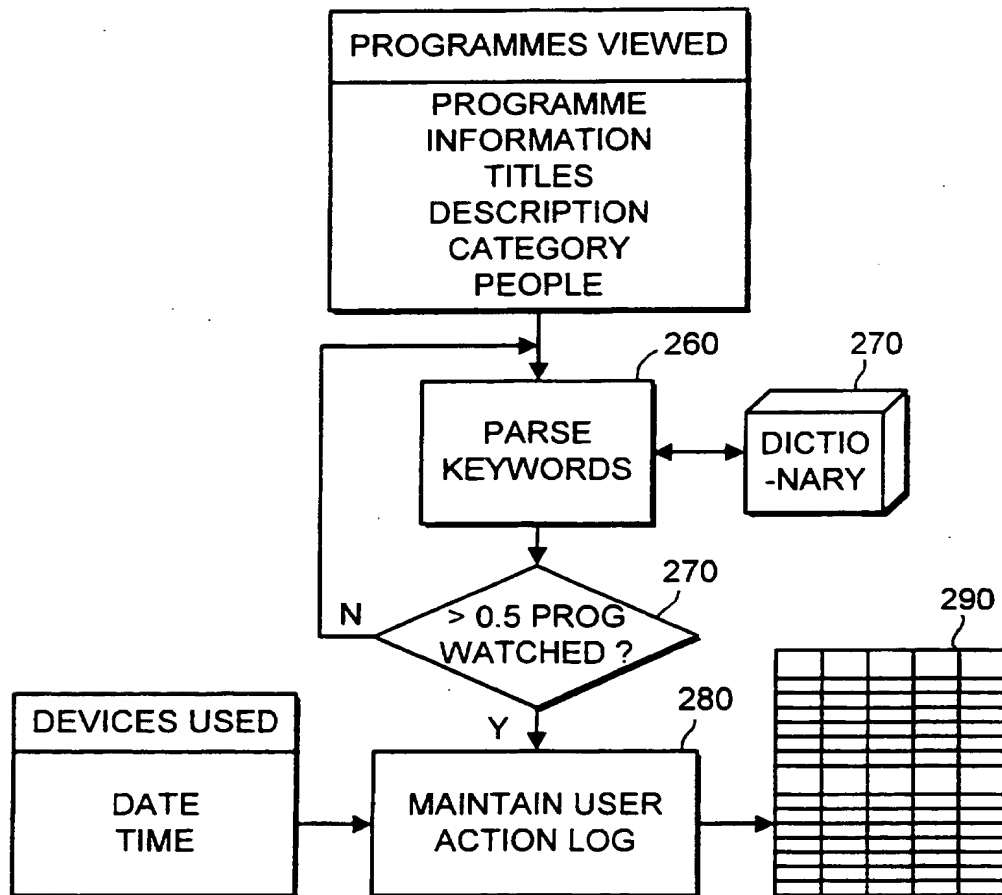 PROGRAMMES VIEWED
PROGRAMME
INFORMATION
TITLES
DESCRIPTION
CATEGORY
PEOPLE
260
270
PARSE
KEYWORDS
DICTIO
-NARY
270
N
> 0.5 PROG
WATCHED ?
290
Y
280
DEVICES USED
DATE
TIME
MAINTAIN USER
ACTION LOG